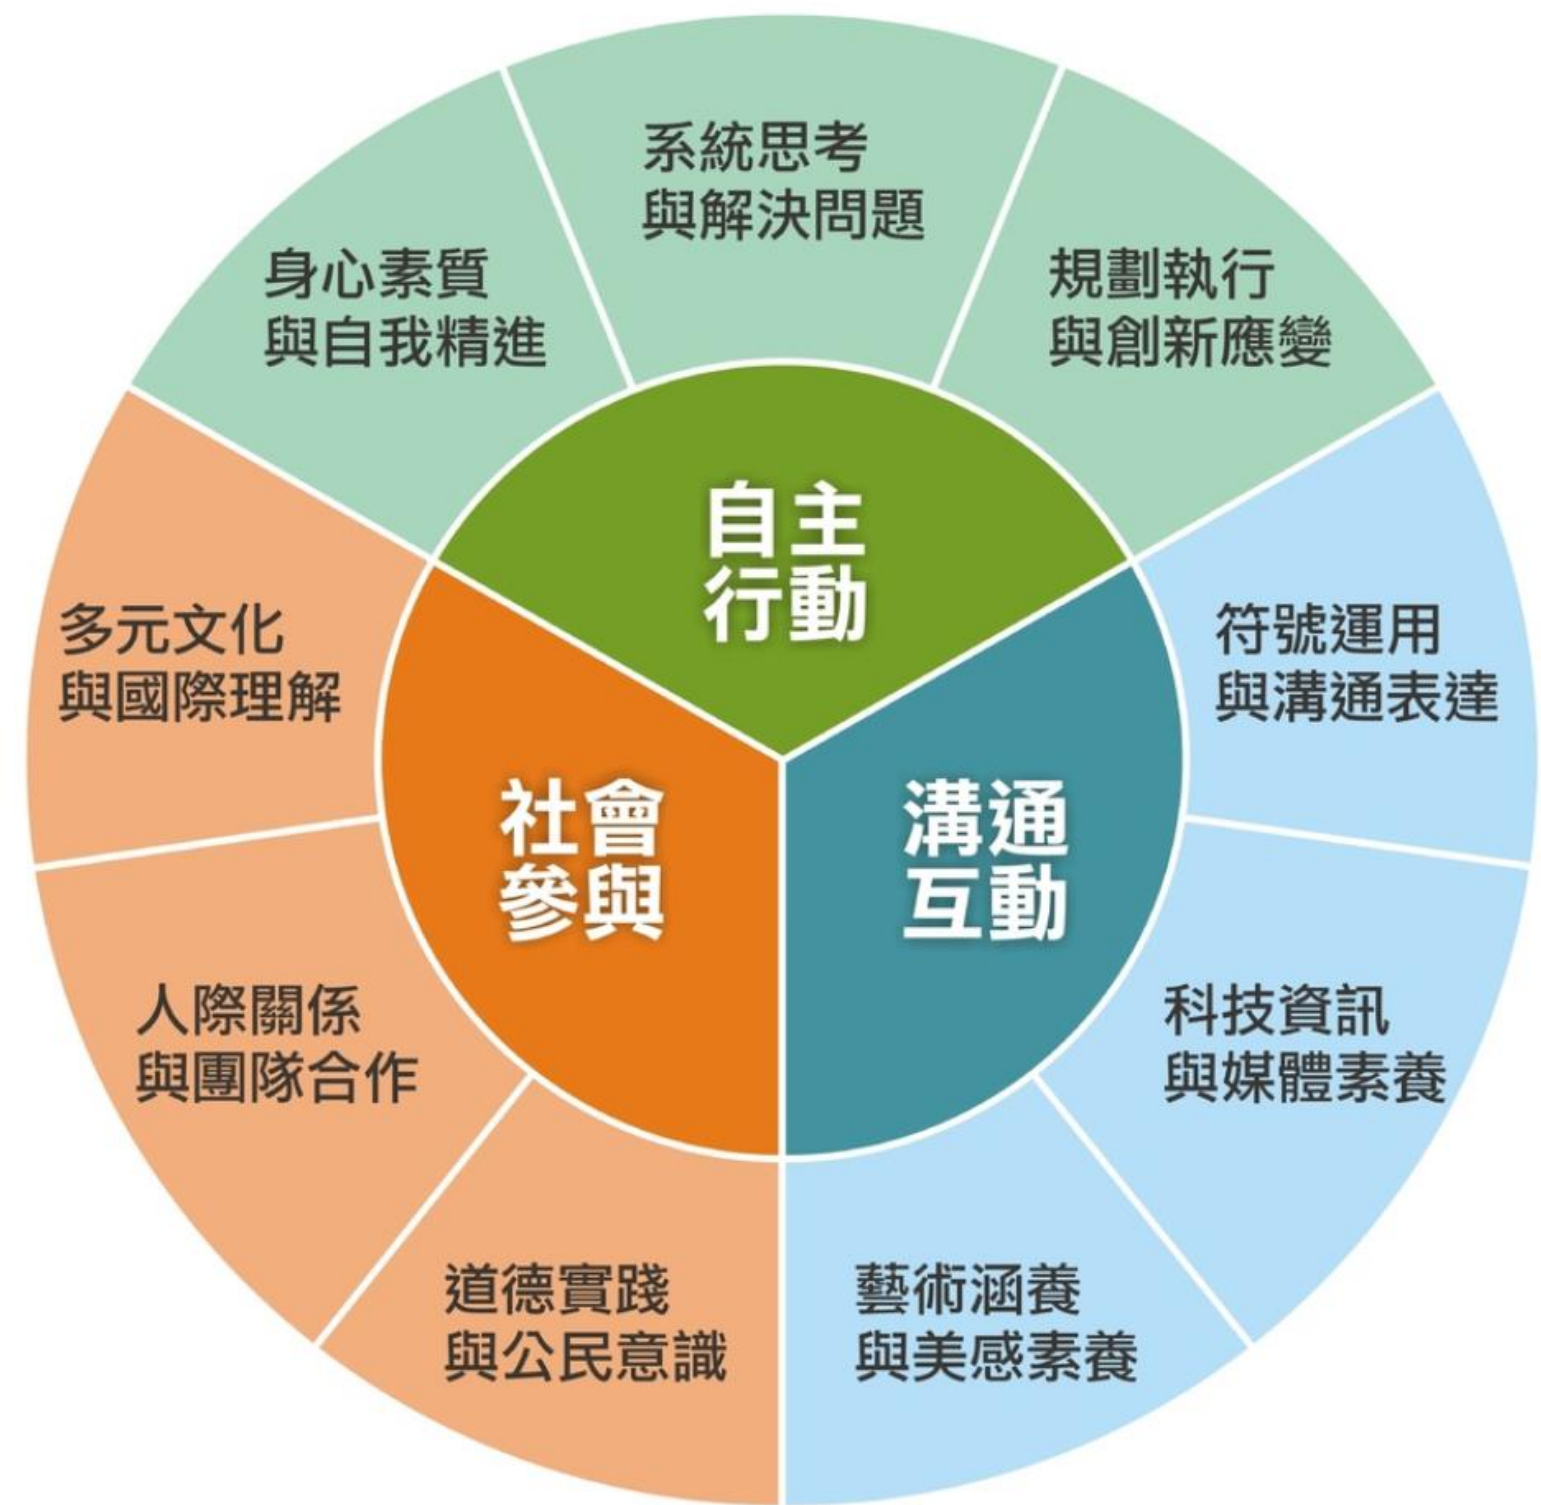 系統思考
與解決問題
身心素質
與自我精進
規劃執行
與創新應變
自主
行動
多元文化
與國際理解
符號運用
與溝通表達
社會
參與
溝通
互動
人際關係
與團隊合作
科技資訊
與媒體素養
道德實踐
與公民意識
藝術涵養
與美感素養